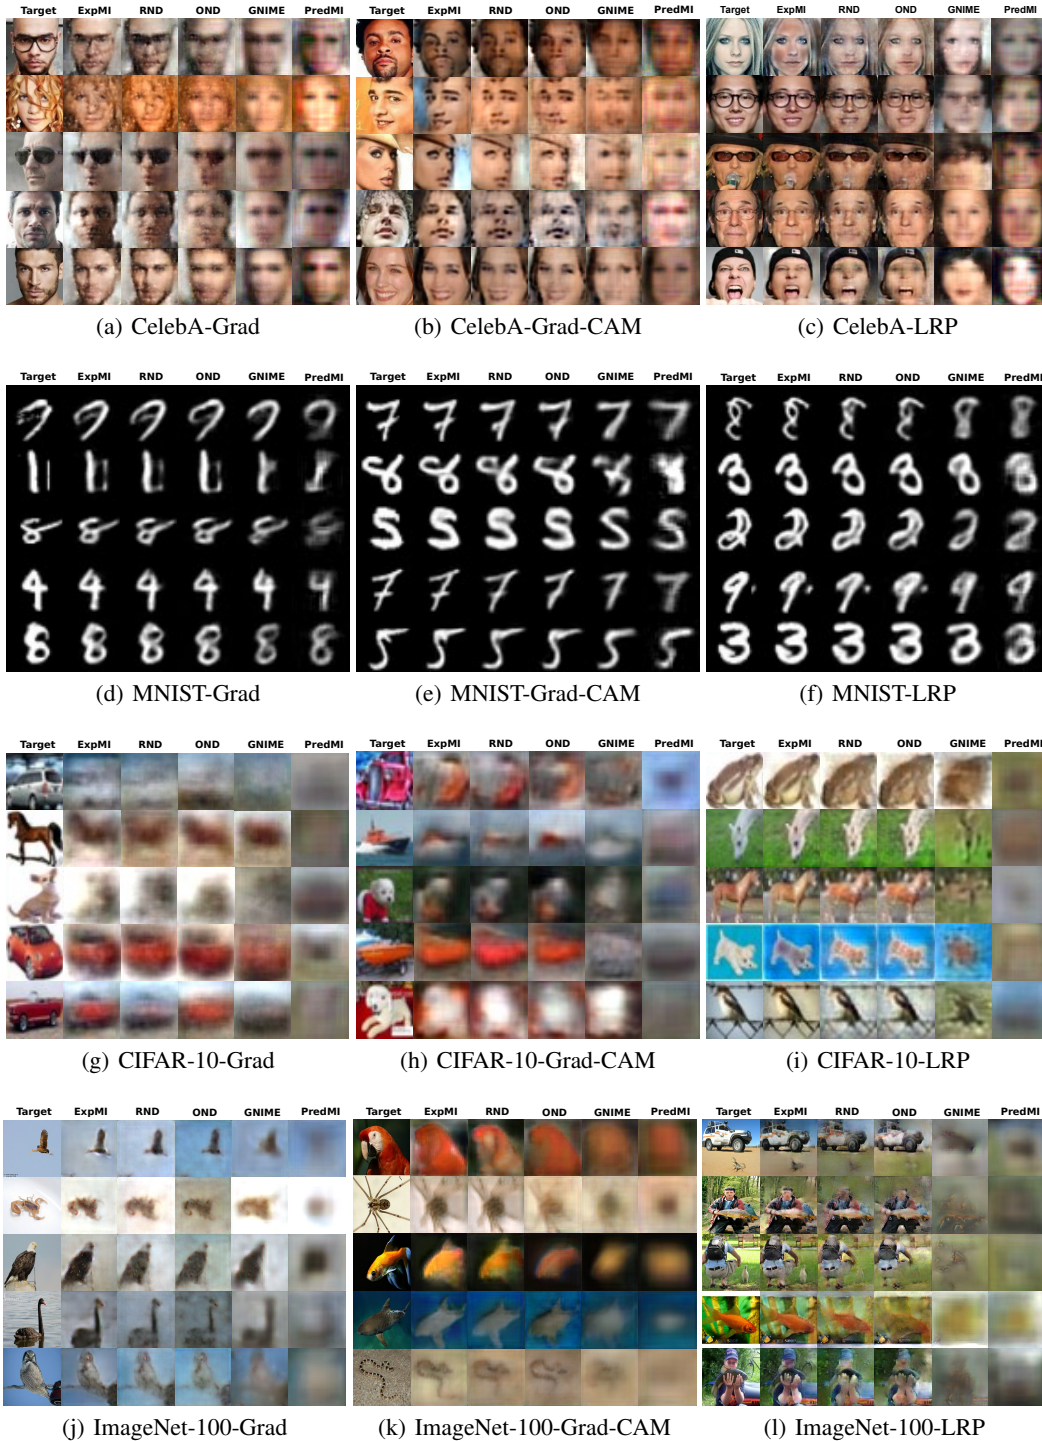 Target ExpMI RND OND GNIME PredMI Target ExpMI RND OND GNIME PredMI Target ExpMI RND OND GNIME PredMI
(a) CelebA-Grad (b) CelebA-Grad-CAM (c) CelebA-LRP
Target ExpMI RND OND GNIME PredMI Target ExpMI RND OND GNIME PredMI Target ExpMI RND OND GNIME PredMI
(d) MNIST-Grad (e) MNIST-Grad-CAM (f) MNIST-LRP
Target ExpMI RND OND GNIME PredMI Target ExpMI RND OND GNIME PredMI Target ExpMI RND OND GNIME PredMI
(g) CIFAR-10-Grad (h) CIFAR-10-Grad-CAM (i) CIFAR-10-LRP
Target ExpMI RND OND GNIME PredMI Target ExpMI RND OND GNIME PredMI Target ExpMI RND OND GNIME PredMI
(j) ImageNet-100-Grad (k) ImageNet-100-Grad-CAM (l) ImageNet-100-LRP